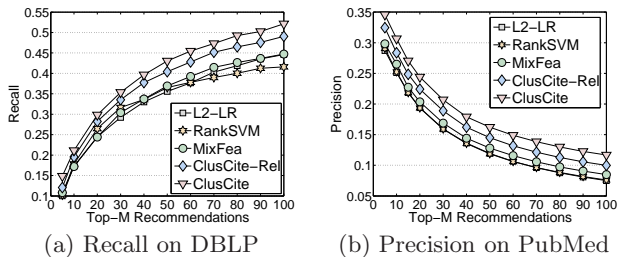 0.55
0.5
0.45
0.4
0.35
0.3
0.25
0.2
0.15
0.1
Recall
L2−LR
RankSVM
MixFea
ClusCite−Rel
ClusCite
0 10 20 30 40 50 60 70 80 90 100
Top−M Recommendations
(a) Recall on DBLP
0.35
0.3
0.25
0.2
0.15
0.1
0.05
Precision
L2−LR
RankSVM
MixFea
ClusCite−Rel
ClusCite
0 10 20 30 40 50 60 70 80 90 100
Top−M Recommendations
(b) Precision on PubMed